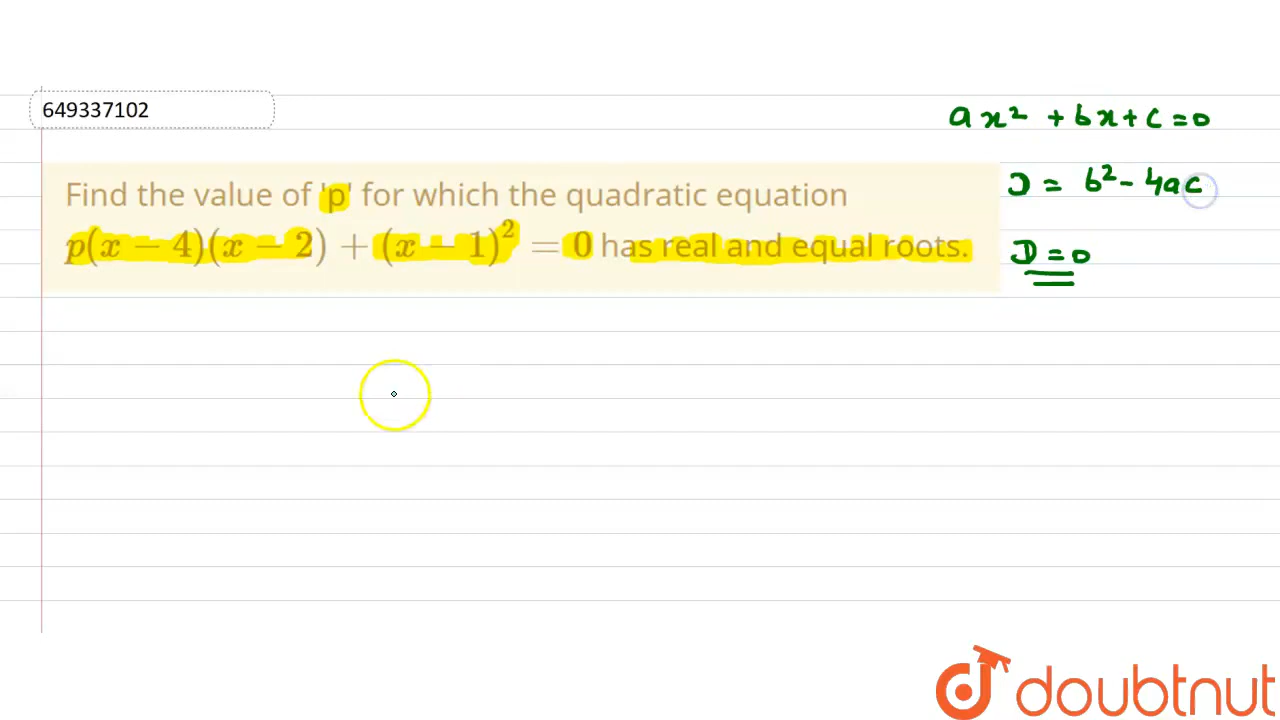 649337102
ax² + bx + c = 0
Find the value of 'p' for which the quadratic equation
D = b² - 4ac
p(x − 4)(x − 2) + (x − 1)² = 0 has real and equal roots.
D = 0
doubtnut